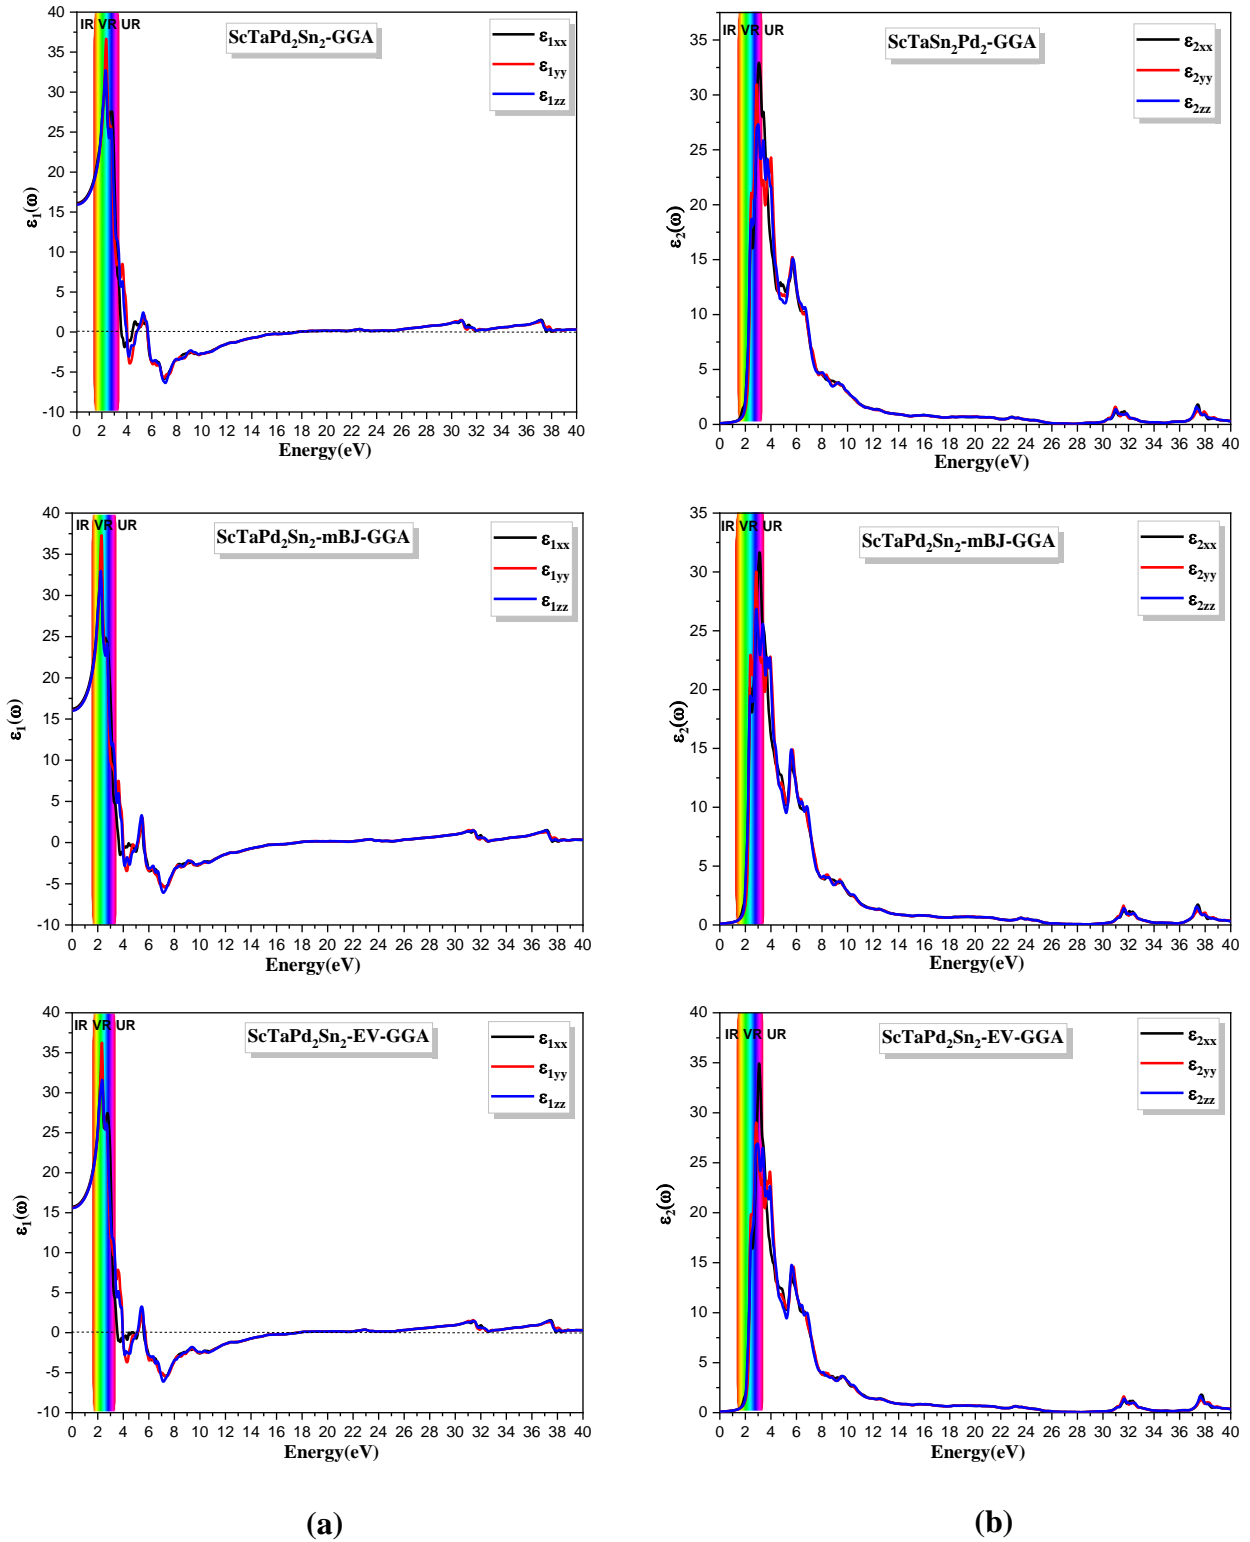 IR VR UR
ScTaPd₂Sn₂-GGA
ε₁xx
ε₁yy
ε₁zz
ε₁(ω)
40
35
30
25
20
15
10
5
0
-5
-10
0 2 4 6 8 10 12 14 16 18 20 22 24 26 28 30 32 34 36 38 40
Energy(eV)
IR VR UR
ScTaSn₂Pd₂-GGA
ε₂xx
ε₂yy
ε₂zz
ε₂(ω)
35
30
25
20
15
10
5
0
0 2 4 6 8 10 12 14 16 18 20 22 24 26 28 30 32 34 36 38 40
Energy(eV)
IR VR UR
ScTaPd₂Sn₂-mBJ-GGA
ε₁xx
ε₁yy
ε₁zz
ε₁(ω)
40
35
30
25
20
15
10
5
0
-5
-10
0 2 4 6 8 10 12 14 16 18 20 22 24 26 28 30 32 34 36 38 40
Energy(eV)
IR VR UR
ScTaPd₂Sn₂-mBJ-GGA
ε₂xx
ε₂yy
ε₂zz
ε₂(ω)
35
30
25
20
15
10
5
0
0 2 4 6 8 10 12 14 16 18 20 22 24 26 28 30 32 34 36 38 40
Energy(eV)
IR VR UR
ScTaPd₂Sn₂-EV-GGA
ε₁xx
ε₁yy
ε₁zz
ε₁(ω)
40
35
30
25
20
15
10
5
0
-5
-10
0 2 4 6 8 10 12 14 16 18 20 22 24 26 28 30 32 34 36 38 40
Energy(eV)
IR VR UR
ScTaPd₂Sn₂-EV-GGA
ε₂xx
ε₂yy
ε₂zz
ε₂(ω)
40
35
30
25
20
15
10
5
0
0 2 4 6 8 10 12 14 16 18 20 22 24 26 28 30 32 34 36 38 40
Energy(eV)
(a)
(b)